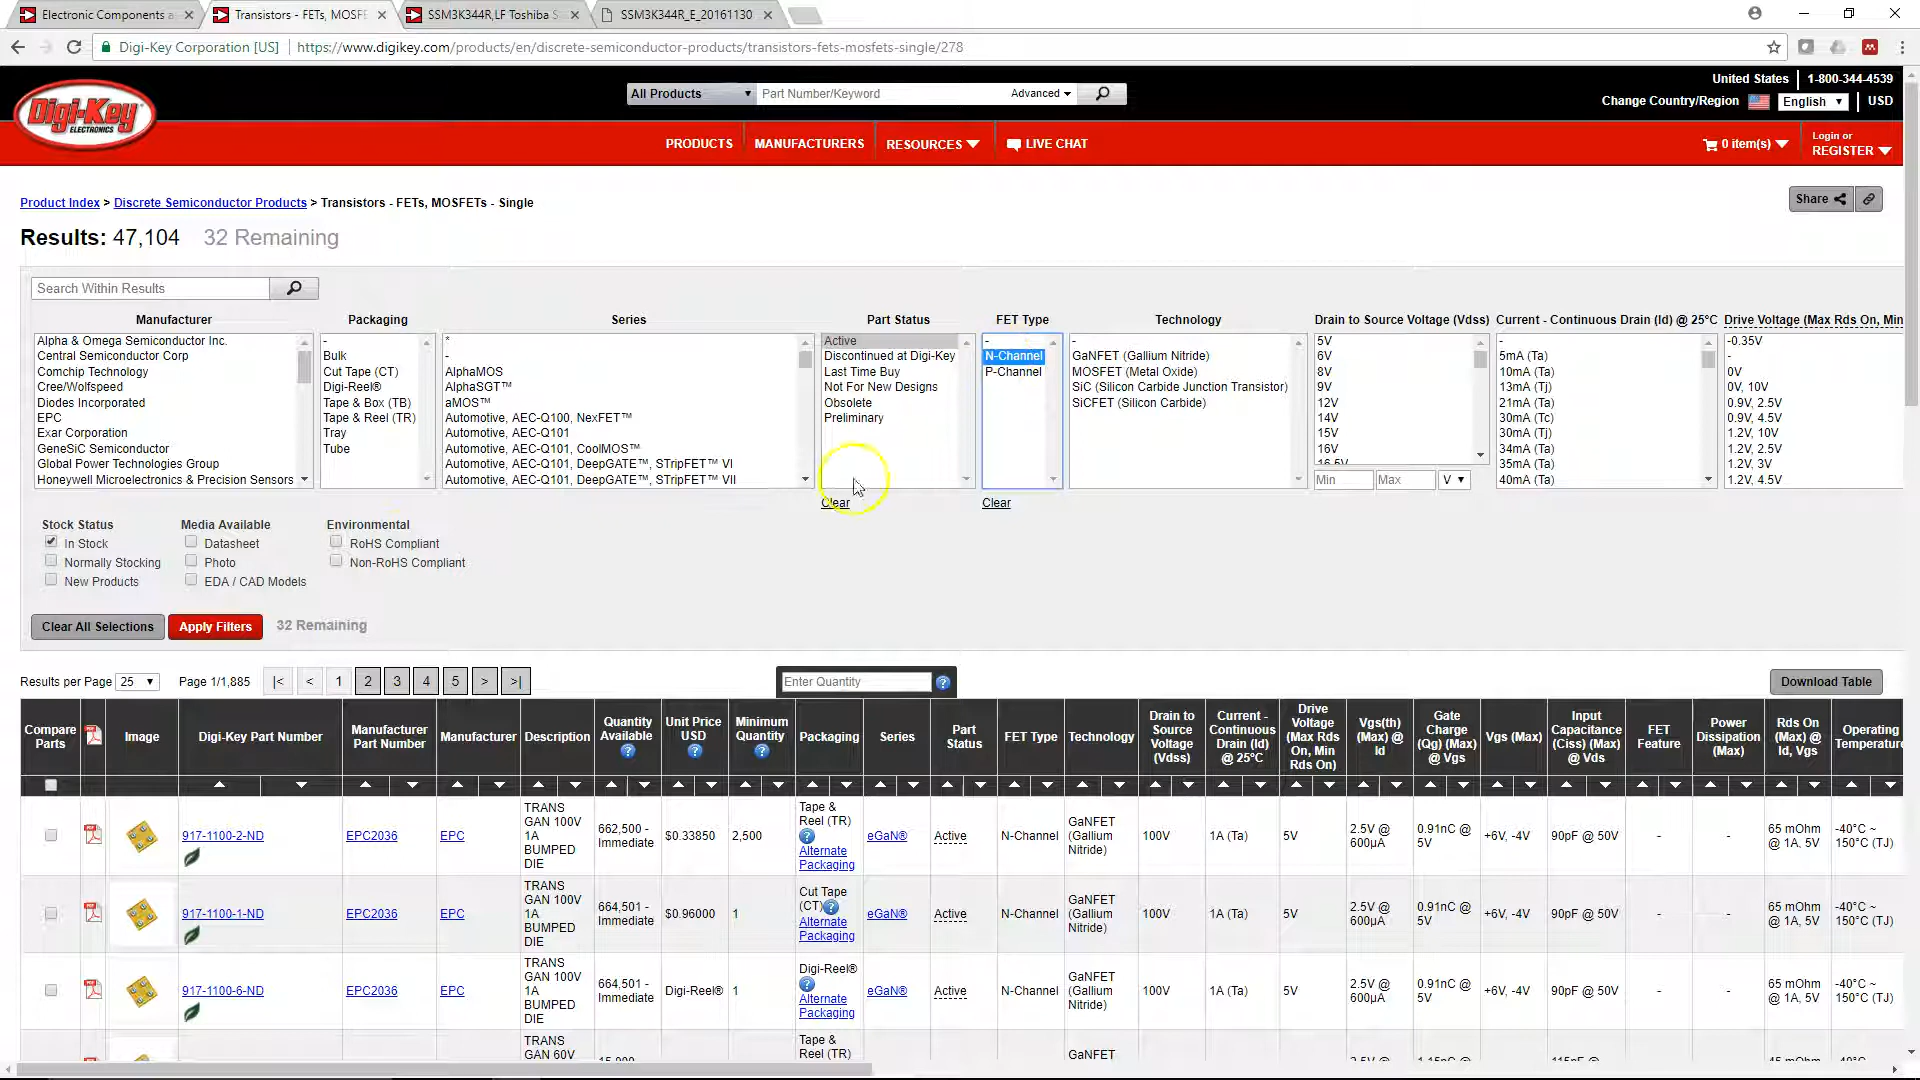 Electronic Components a
Transistors - FETs, MOSFE
SSM3K344R,LF Toshiba S
SSM3K344R_E_20161130
Digi-Key Corporation [US]
https://www.digikey.com/products/en/discrete-semiconductor-products/transistors-fets-mosfets-single/278
Digi-Key
ELECTRONICS
All Products
Part Number/Keyword
Advanced
United States
1-800-344-4539
Change Country/Region
English
USD
PRODUCTS
MANUFACTURERS
RESOURCES
LIVE CHAT
0 item(s)
Login or
REGISTER
Product Index > Discrete Semiconductor Products > Transistors - FETs, MOSFETs - Single
Share
Results: 47,104 32 Remaining
Search Within Results
Manufacturer
Alpha & Omega Semiconductor Inc.
Central Semiconductor Corp
Comchip Technology
Cree/Wolfspeed
Diodes Incorporated
EPC
Exar Corporation
GeneSiC Semiconductor
Global Power Technologies Group
Honeywell Microelectronics & Precision Sensors
Packaging
-
Bulk
Cut Tape (CT)
Digi-Reel®
Tape & Box (TB)
Tape & Reel (TR)
Tray
Tube
Series
*
-
AlphaMOS
AlphaSGT™
aMOS™
Automotive, AEC-Q100, NexFET™
Automotive, AEC-Q101
Automotive, AEC-Q101, CoolMOS™
Automotive, AEC-Q101, DeepGATE™, STripFET™ VI
Automotive, AEC-Q101, DeepGATE™, STripFET™ VII
Part Status
Active
Discontinued at Digi-Key
Last Time Buy
Not For New Designs
Obsolete
Preliminary
Clear
FET Type
-
N-Channel
P-Channel
Clear
Technology
-
GaNFET (Gallium Nitride)
MOSFET (Metal Oxide)
SiC (Silicon Carbide Junction Transistor)
SiCFET (Silicon Carbide)
Drain to Source Voltage (Vdss)
5V
6V
8V
9V
12V
14V
15V
16V
16.5V
Min
Max
V
Current - Continuous Drain (Id) @ 25°C
-
5mA (Ta)
10mA (Ta)
13mA (Tj)
21mA (Ta)
30mA (Tc)
30mA (Tj)
34mA (Ta)
35mA (Ta)
40mA (Ta)
Drive Voltage (Max Rds On, Min
-0.35V
-
0V
0V, 10V
0.9V, 2.5V
0.9V, 4.5V
1.2V, 10V
1.2V, 2.5V
1.2V, 3V
1.2V, 4.5V
Stock Status
In Stock
Normally Stocking
New Products
Media Available
Datasheet
Photo
EDA / CAD Models
Environmental
RoHS Compliant
Non-RoHS Compliant
Clear All Selections
Apply Filters
32 Remaining
Results per Page 25
Page 1/1,885
|< < 1 2 3 4 5 > >|
Enter Quantity
Download Table
Compare Parts
Image
Digi-Key Part Number
Manufacturer Part Number
Manufacturer
Description
Quantity Available
Unit Price USD
Minimum Quantity
Packaging
Series
Part Status
FET Type
Technology
Drain to Source Voltage (Vdss)
Current - Continuous Drain (Id) @ 25°C
Drive Voltage (Max Rds On, Min Rds On)
Vgs(th) (Max) @ Id
Gate Charge (Qg) (Max) @ Vgs
Vgs (Max)
Input Capacitance (Ciss) (Max) @ Vds
FET Feature
Power Dissipation (Max)
Rds On (Max) @ Id, Vgs
Operating Temperature
917-1100-2-ND
EPC2036
EPC
TRANS GAN 100V 1A BUMPED DIE
662,500 - Immediate
$0.33850
2,500
Tape & Reel (TR)
Alternate Packaging
eGaN®
Active
N-Channel
GaNFET (Gallium Nitride)
100V
1A (Ta)
5V
2.5V @ 600µA
0.91nC @ 5V
+6V, -4V
90pF @ 50V
-
-
65 mOhm @ 1A, 5V
-40°C ~ 150°C (TJ)
917-1100-1-ND
EPC2036
EPC
TRANS GAN 100V 1A BUMPED DIE
664,501 - Immediate
$0.96000
1
Cut Tape (CT)
Alternate Packaging
eGaN®
Active
N-Channel
GaNFET (Gallium Nitride)
100V
1A (Ta)
5V
2.5V @ 600µA
0.91nC @ 5V
+6V, -4V
90pF @ 50V
-
-
65 mOhm @ 1A, 5V
-40°C ~ 150°C (TJ)
917-1100-6-ND
EPC2036
EPC
TRANS GAN 100V 1A BUMPED DIE
664,501 - Immediate
Digi-Reel®
1
Digi-Reel®
Alternate Packaging
eGaN®
Active
N-Channel
GaNFET (Gallium Nitride)
100V
1A (Ta)
5V
2.5V @ 600µA
0.91nC @ 5V
+6V, -4V
90pF @ 50V
-
-
65 mOhm @ 1A, 5V
-40°C ~ 150°C (TJ)
TRANS GAN 60V
Tape & Reel (TR)
GaNFET